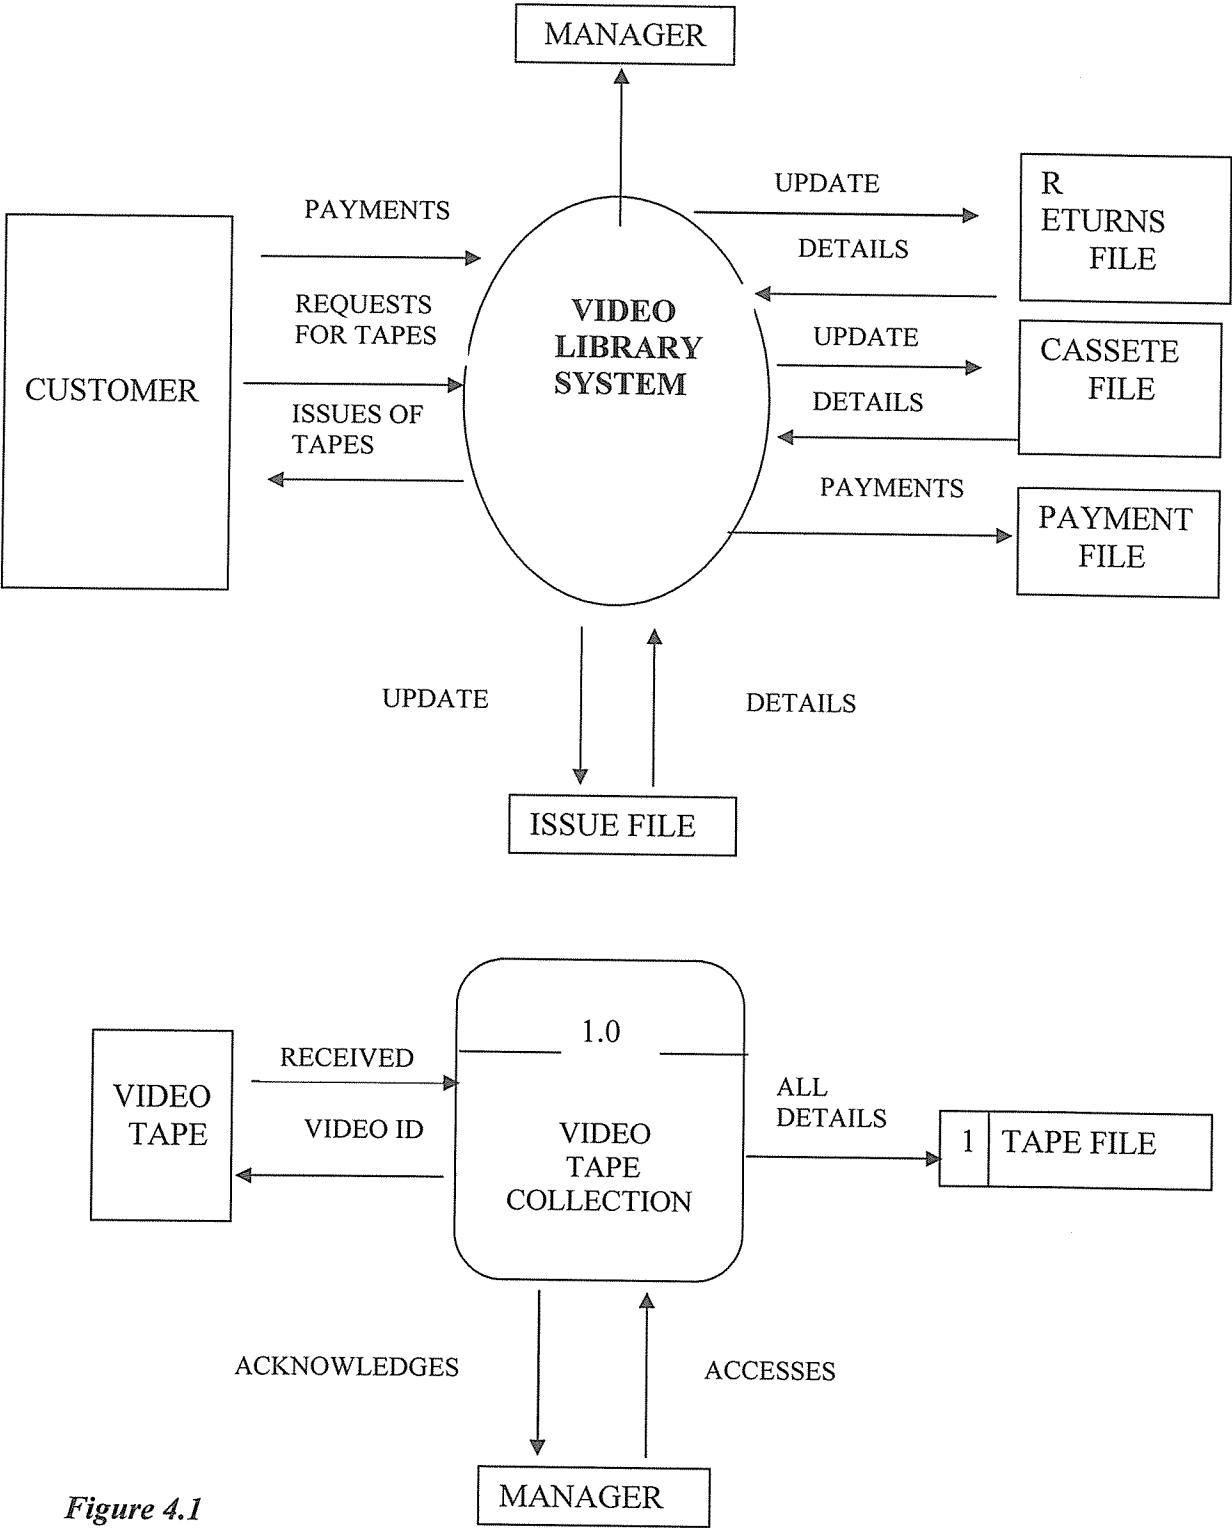 MANAGER
UPDATE
R
ETURNS
FILE
PAYMENTS
DETAILS
REQUESTS
FOR TAPES
VIDEO
LIBRARY
SYSTEM
UPDATE
CASSETE
FILE
CUSTOMER
DETAILS
ISSUES OF
TAPES
PAYMENTS
PAYMENT
FILE
UPDATE
DETAILS
ISSUE FILE
1.0
RECEIVED
VIDEO
TAPE
VIDEO ID
VIDEO
TAPE
COLLECTION
ALL
DETAILS
1 TAPE FILE
ACKNOWLEDGES
ACCESSES
MANAGER
Figure 4.1